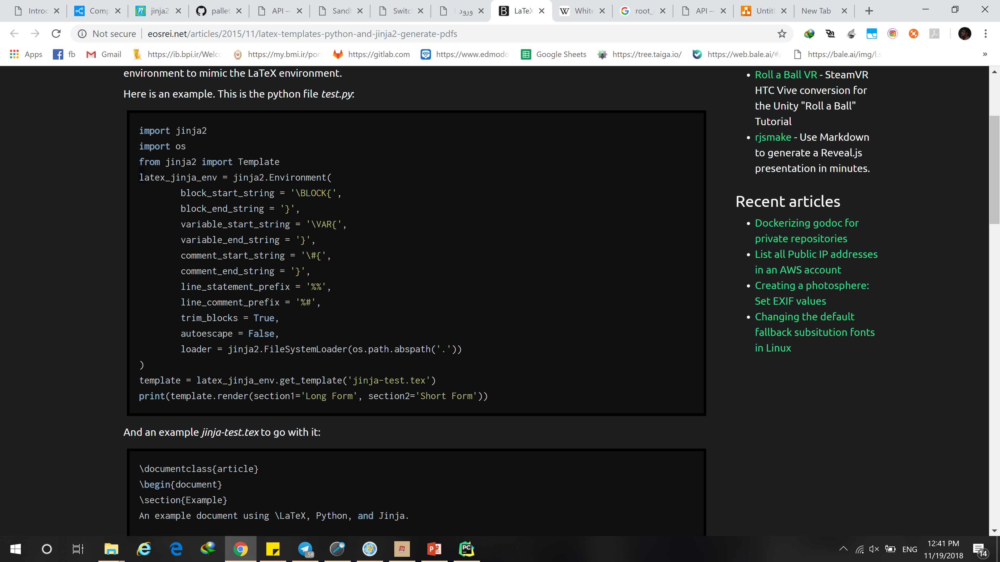 Introc
Comp
jinja2
pallet
API —
Sandb
Switcl
ورود |
LaTeX
White
root_
API —
Untitl
New Tab
Not secure
eosrei.net/articles/2015/11/latex-templates-python-and-jinja2-generate-pdfs
Apps
fb
Gmail
https://ib.bpi.ir/Welco
https://my.bmi.ir/port
https://gitlab.com
https://www.edmodo
Google Sheets
https://tree.taiga.io/
https://web.bale.ai/#/
https://bale.ai/img/l.s
»
environment to mimic the LaTeX environment.
Here is an example. This is the python file test.py:
import jinja2
import os
from jinja2 import Template
latex_jinja_env = jinja2.Environment(
block_start_string = '\BLOCK{',
block_end_string = '}',
variable_start_string = '\VAR{',
variable_end_string = '}',
comment_start_string = '\#{',
comment_end_string = '}',
line_statement_prefix = '%%',
line_comment_prefix = '%#',
trim_blocks = True,
autoescape = False,
loader = jinja2.FileSystemLoader(os.path.abspath('.'))
)
template = latex_jinja_env.get_template('jinja-test.tex')
print(template.render(section1='Long Form', section2='Short Form'))
And an example jinja-test.tex to go with it:
\documentclass{article}
\begin{document}
\section{Example}
An example document using \LaTeX, Python, and Jinja.
Roll a Ball VR - SteamVR
HTC Vive conversion for
the Unity "Roll a Ball"
Tutorial
rjsmake - Use Markdown
to generate a Reveal.js
presentation in minutes.
Recent articles
Dockerizing godoc for
private repositories
List all Public IP addresses
in an AWS account
Creating a photosphere:
Set EXIF values
Changing the default
fallback subsitution fonts
in Linux
..58
ENG
12:41 PM
11/19/2018
14